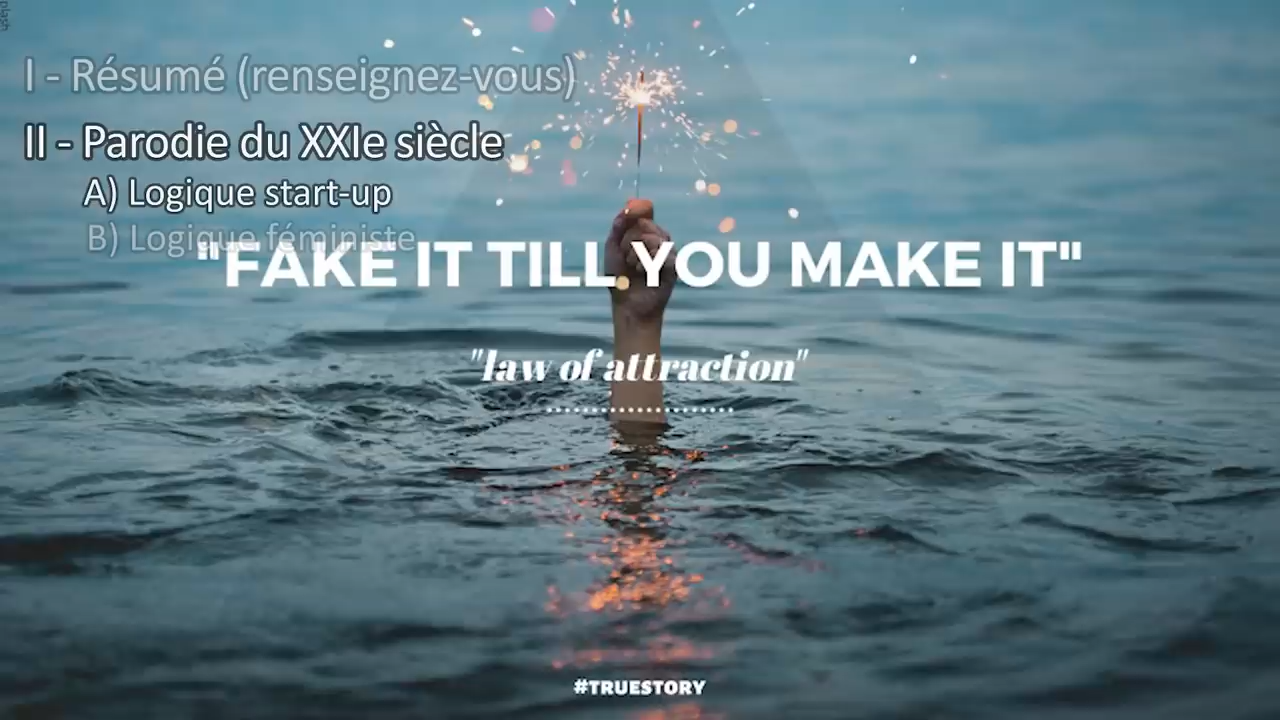 plash
I - Résumé (renseignez-vous)
II - Parodie du XXIe siècle
A) Logique start-up
B) Logique féministe
"FAKE IT TILL YOU MAKE IT"
"law of attraction"
#TRUESTORY